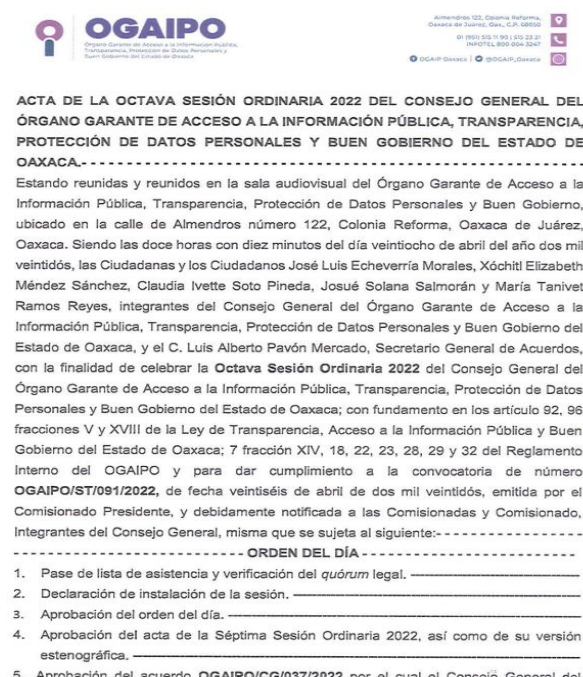 OGAIPO
Órgano Garante de Acceso a la Información Pública,
Transparencia, Protección de Datos Personales y
Buen Gobierno del Estado de Oaxaca
Almendros 122, Colonia Reforma,
Oaxaca de Juárez, Oax., C.P. 68050
01 (951) 515 11 90 | 515 23 21
INFOTEL 800 004 3247
OGAIP Oaxaca | @OGAIP_Oaxaca
ACTA DE LA OCTAVA SESIÓN ORDINARIA 2022 DEL CONSEJO GENERAL DEL
ÓRGANO GARANTE DE ACCESO A LA INFORMACIÓN PÚBLICA, TRANSPARENCIA,
PROTECCIÓN DE DATOS PERSONALES Y BUEN GOBIERNO DEL ESTADO DE
OAXACA.- - - - - - - - - - - - - - - - - - - - - - - - - - - - - - - - - - - - - - - - - - - - - - - - - - -
Estando reunidas y reunidos en la sala audiovisual del Órgano Garante de Acceso a la
Información Pública, Transparencia, Protección de Datos Personales y Buen Gobierno,
ubicado en la calle de Almendros número 122, Colonia Reforma, Oaxaca de Juárez,
Oaxaca. Siendo las doce horas con diez minutos del día veintiocho de abril del año dos mil
veintidós, las Ciudadanas y los Ciudadanos José Luis Echeverría Morales, Xóchitl Elizabeth
Méndez Sánchez, Claudia Ivette Soto Pineda, Josué Solana Salmorán y María Tanivet
Ramos Reyes, integrantes del Consejo General del Órgano Garante de Acceso a la
Información Pública, Transparencia, Protección de Datos Personales y Buen Gobierno del
Estado de Oaxaca, y el C. Luis Alberto Pavón Mercado, Secretario General de Acuerdos,
con la finalidad de celebrar la Octava Sesión Ordinaria 2022 del Consejo General del
Órgano Garante de Acceso a la Información Pública, Transparencia, Protección de Datos
Personales y Buen Gobierno del Estado de Oaxaca; con fundamento en los artículo 92, 96
fracciones V y XVIII de la Ley de Transparencia, Acceso a la Información Pública y Buen
Gobierno del Estado de Oaxaca; 7 fracción XIV, 18, 22, 23, 28, 29 y 32 del Reglamento
Interno del OGAIPO y para dar cumplimiento a la convocatoria de número
OGAIPO/ST/091/2022, de fecha veintiséis de abril de dos mil veintidós, emitida por el
Comisionado Presidente, y debidamente notificada a las Comisionadas y Comisionado,
Integrantes del Consejo General, misma que se sujeta al siguiente:- - - - - - - - - - - - - - - -
- - - - - - - - - - - - - - - - - - - - - - - - - - ORDEN DEL DÍA - - - - - - - - - - - - - - - - - - - - - - - - -
1. Pase de lista de asistencia y verificación del quórum legal. ————————
2. Declaración de instalación de la sesión. ————————
3. Aprobación del orden del día. ————————
4. Aprobación del acta de la Séptima Sesión Ordinaria 2022, así como de su versión
estenográfica. ————————
5. Aprobación del acuerdo OGAIPO/CG/037/2022 por el cual el Consejo General del